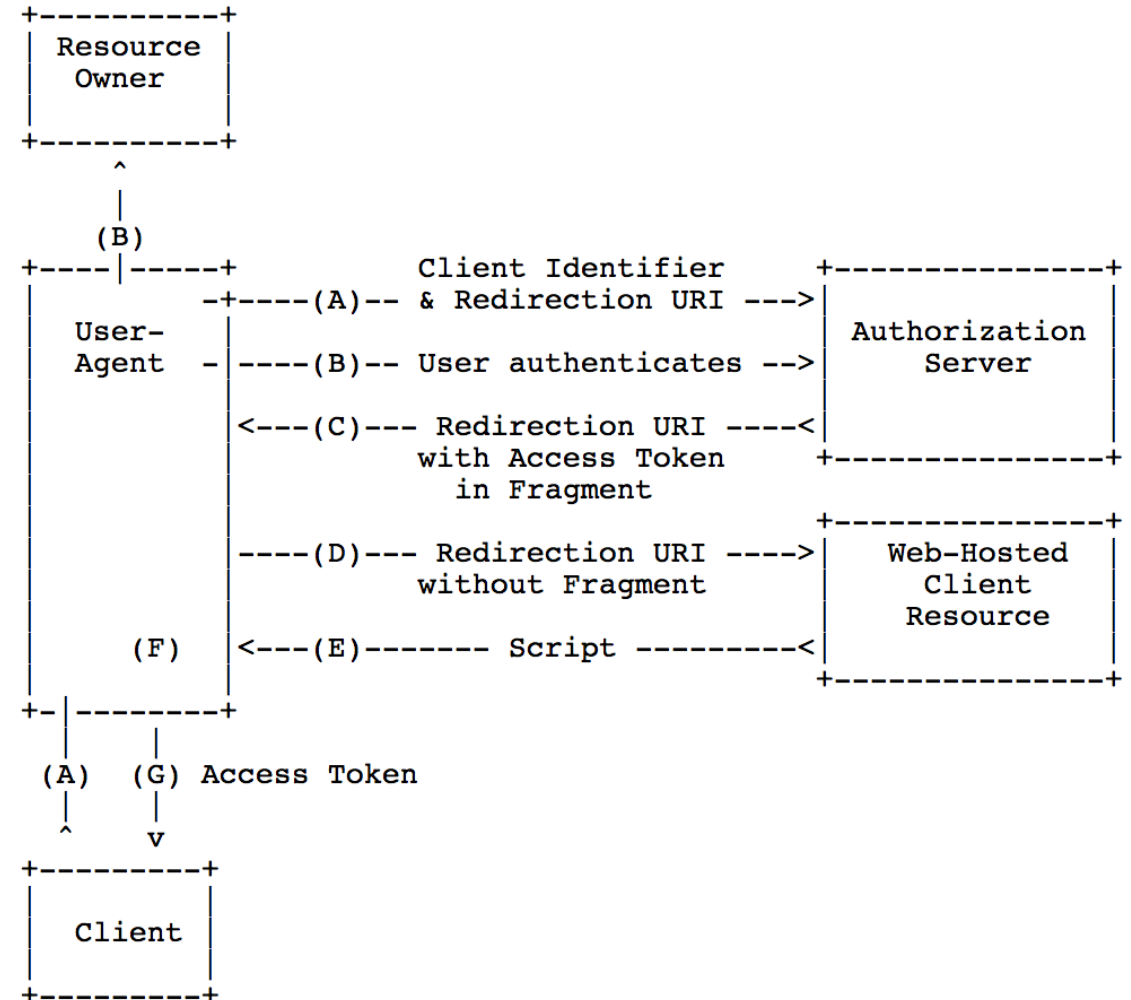 +----------+
| Resource |
|  Owner   |
|          |
+----------+
     ^
     |
    (B)
+----|-----+          Client Identifier     +---------------+
|         -+----(A)-- & Redirection URI --->|               |
|  User-   |                                | Authorization |
|  Agent  -|----(B)-- User authenticates -->|     Server    |
|          |                                |               |
|          |<---(C)--- Redirection URI ----<|               |
|          |          with Access Token     +---------------+
|          |            in Fragment
|          |                                +---------------+
|          |----(D)--- Redirection URI ---->|   Web-Hosted  |
|          |          without Fragment      |     Client    |
|          |                                |    Resource   |
|     (F)  |<---(E)------- Script ---------<|               |
|          |                                +---------------+
+-|--------+
  |    |
 (A)  (G) Access Token
  |    |
  ^    v
+---------+
|         |
|  Client |
|         |
+---------+